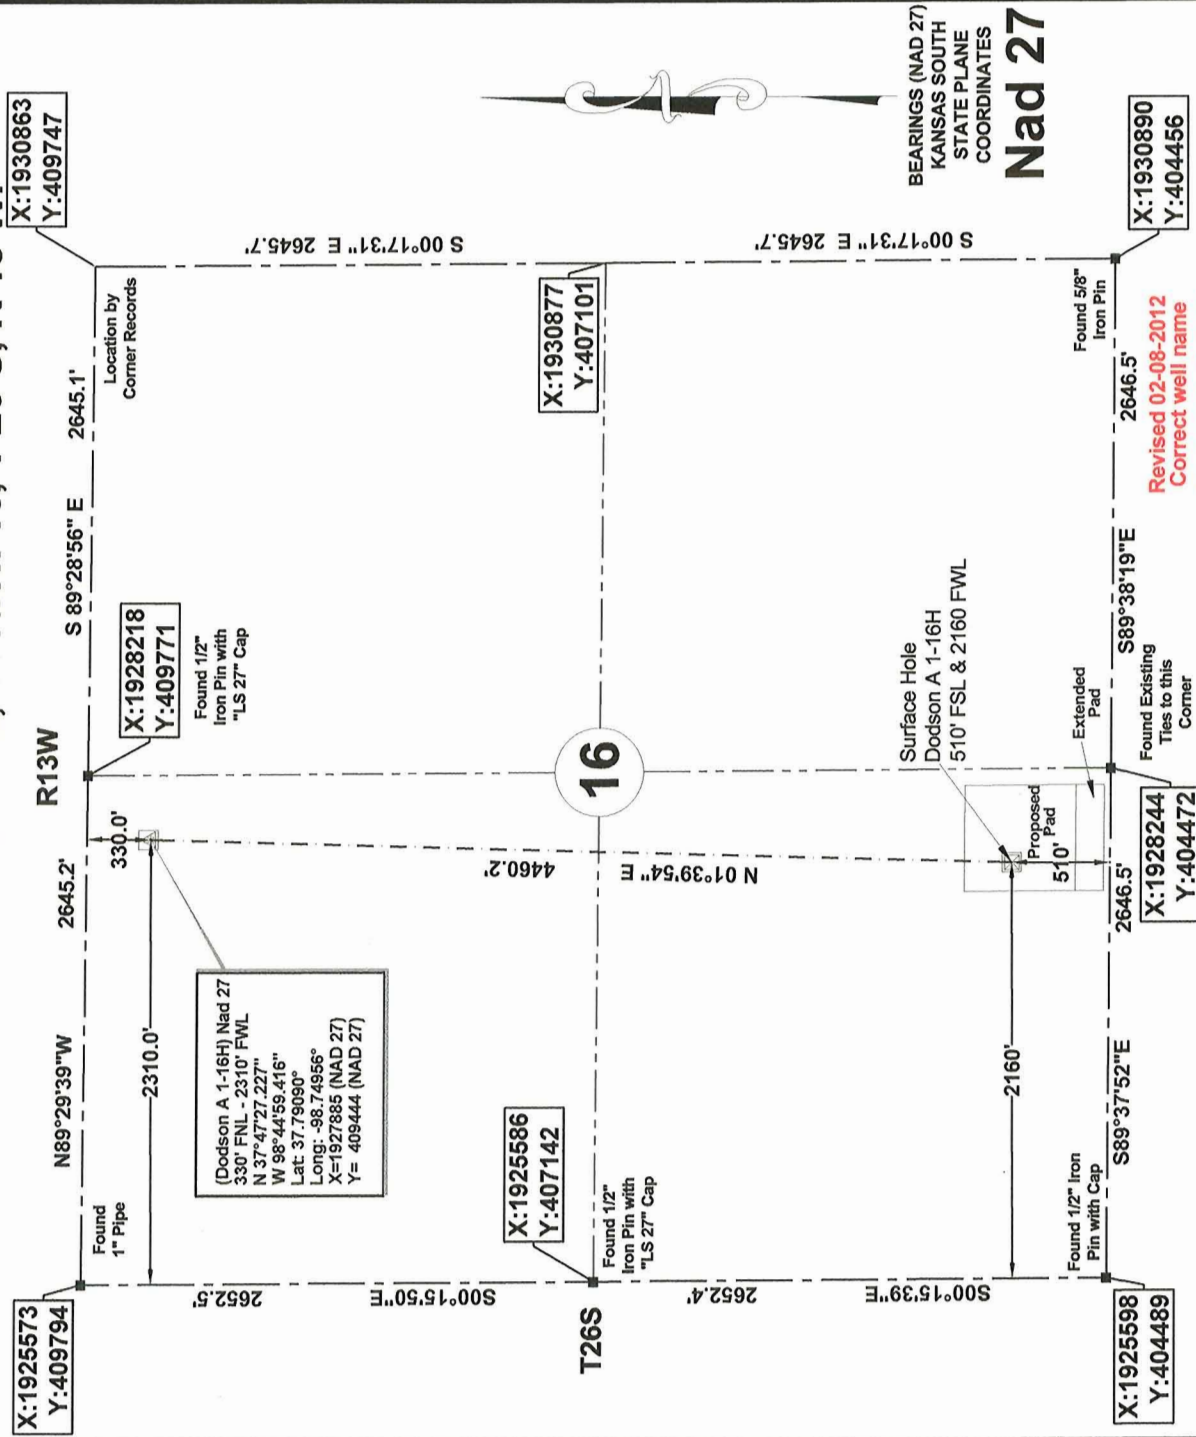 X:1925573
Y:409794
Found
1" Pipe
N89°29'39"W
2645.2'
R13W
330.0'
2310.0'
X:1928218
Y:409771
Found 1/2"
Iron Pin with
"LS 27" Cap
S 89°28'56" E
2645.1'
X:1930863
Y:409747
Location by
Corner Records
(Dodson A 1-16H) Nad 27
330' FNL - 2310' FWL
N 37°47'27.227"
W 98°44'59.416"
Lat: 37.79090°
Long: -98.74956°
X=1927885 (NAD 27)
Y= 409444 (NAD 27)
S00°15'50"E
2652.5'
4460.2'
N 01°39'54" E
S 00°17'31" E 2645.7'
T26S
X:1925586
Y:407142
Found 1/2"
Iron Pin with
"LS 27" Cap
16
X:1930877
Y:407101
S00°15'39"E
2652.4'
S 00°17'31" E 2645.7'
Surface Hole
Dodson A 1-16H
510' FSL & 2160 FWL
2160'
Proposed
Pad
510'
Extended
Pad
Found 1/2" Iron
Pin with Cap
X:1925598
Y:404489
S89°37'52"E
2646.5'
X:1928244
Y:404472
Found Existing
Ties to this
Corner
S89°38'19"E
2646.5'
Found 5/8"
Iron Pin
X:1930890
Y:404456
Revised 02-08-2012
Correct well name
BEARINGS (NAD 27)
KANSAS SOUTH
STATE PLANE
COORDINATES
Nad 27